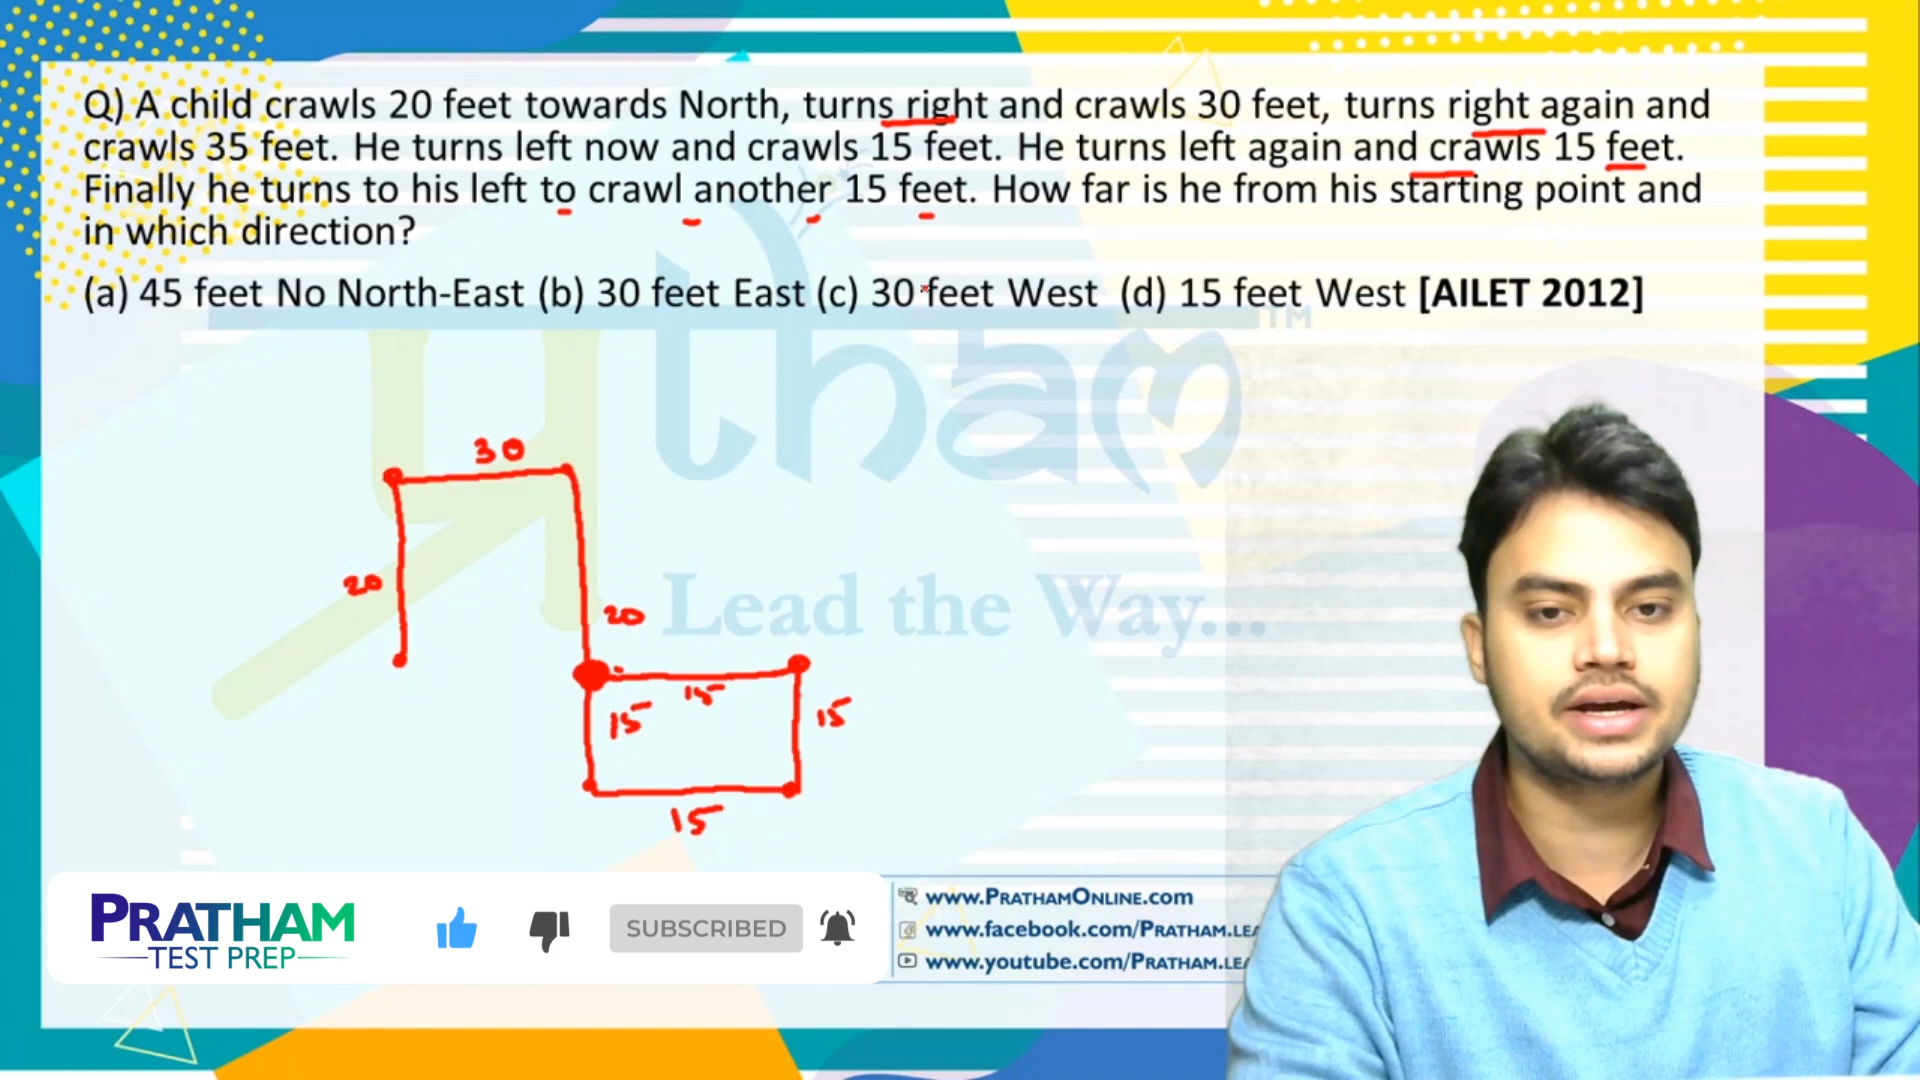 Q) A child crawls 20 feet towards North, turns right and crawls 30 feet, turns right again and
crawls 35 feet. He turns left now and crawls 15 feet. He turns left again and crawls 15 feet.
Finally he turns to his left to crawl another 15 feet. How far is he from his starting point and
in which direction?
(a) 45 feet No North-East (b) 30 feet East (c) 30 feet West (d) 15 feet West [AILET 2012]
थham TM
Lead the Way...
30
20
20
15
15
15
15
PRATHAM
TEST PREP
SUBSCRIBED
www.PRATHAMONLINE.com
www.facebook.com/PRATHAM.LEA
www.youtube.com/PRATHAM.LEA